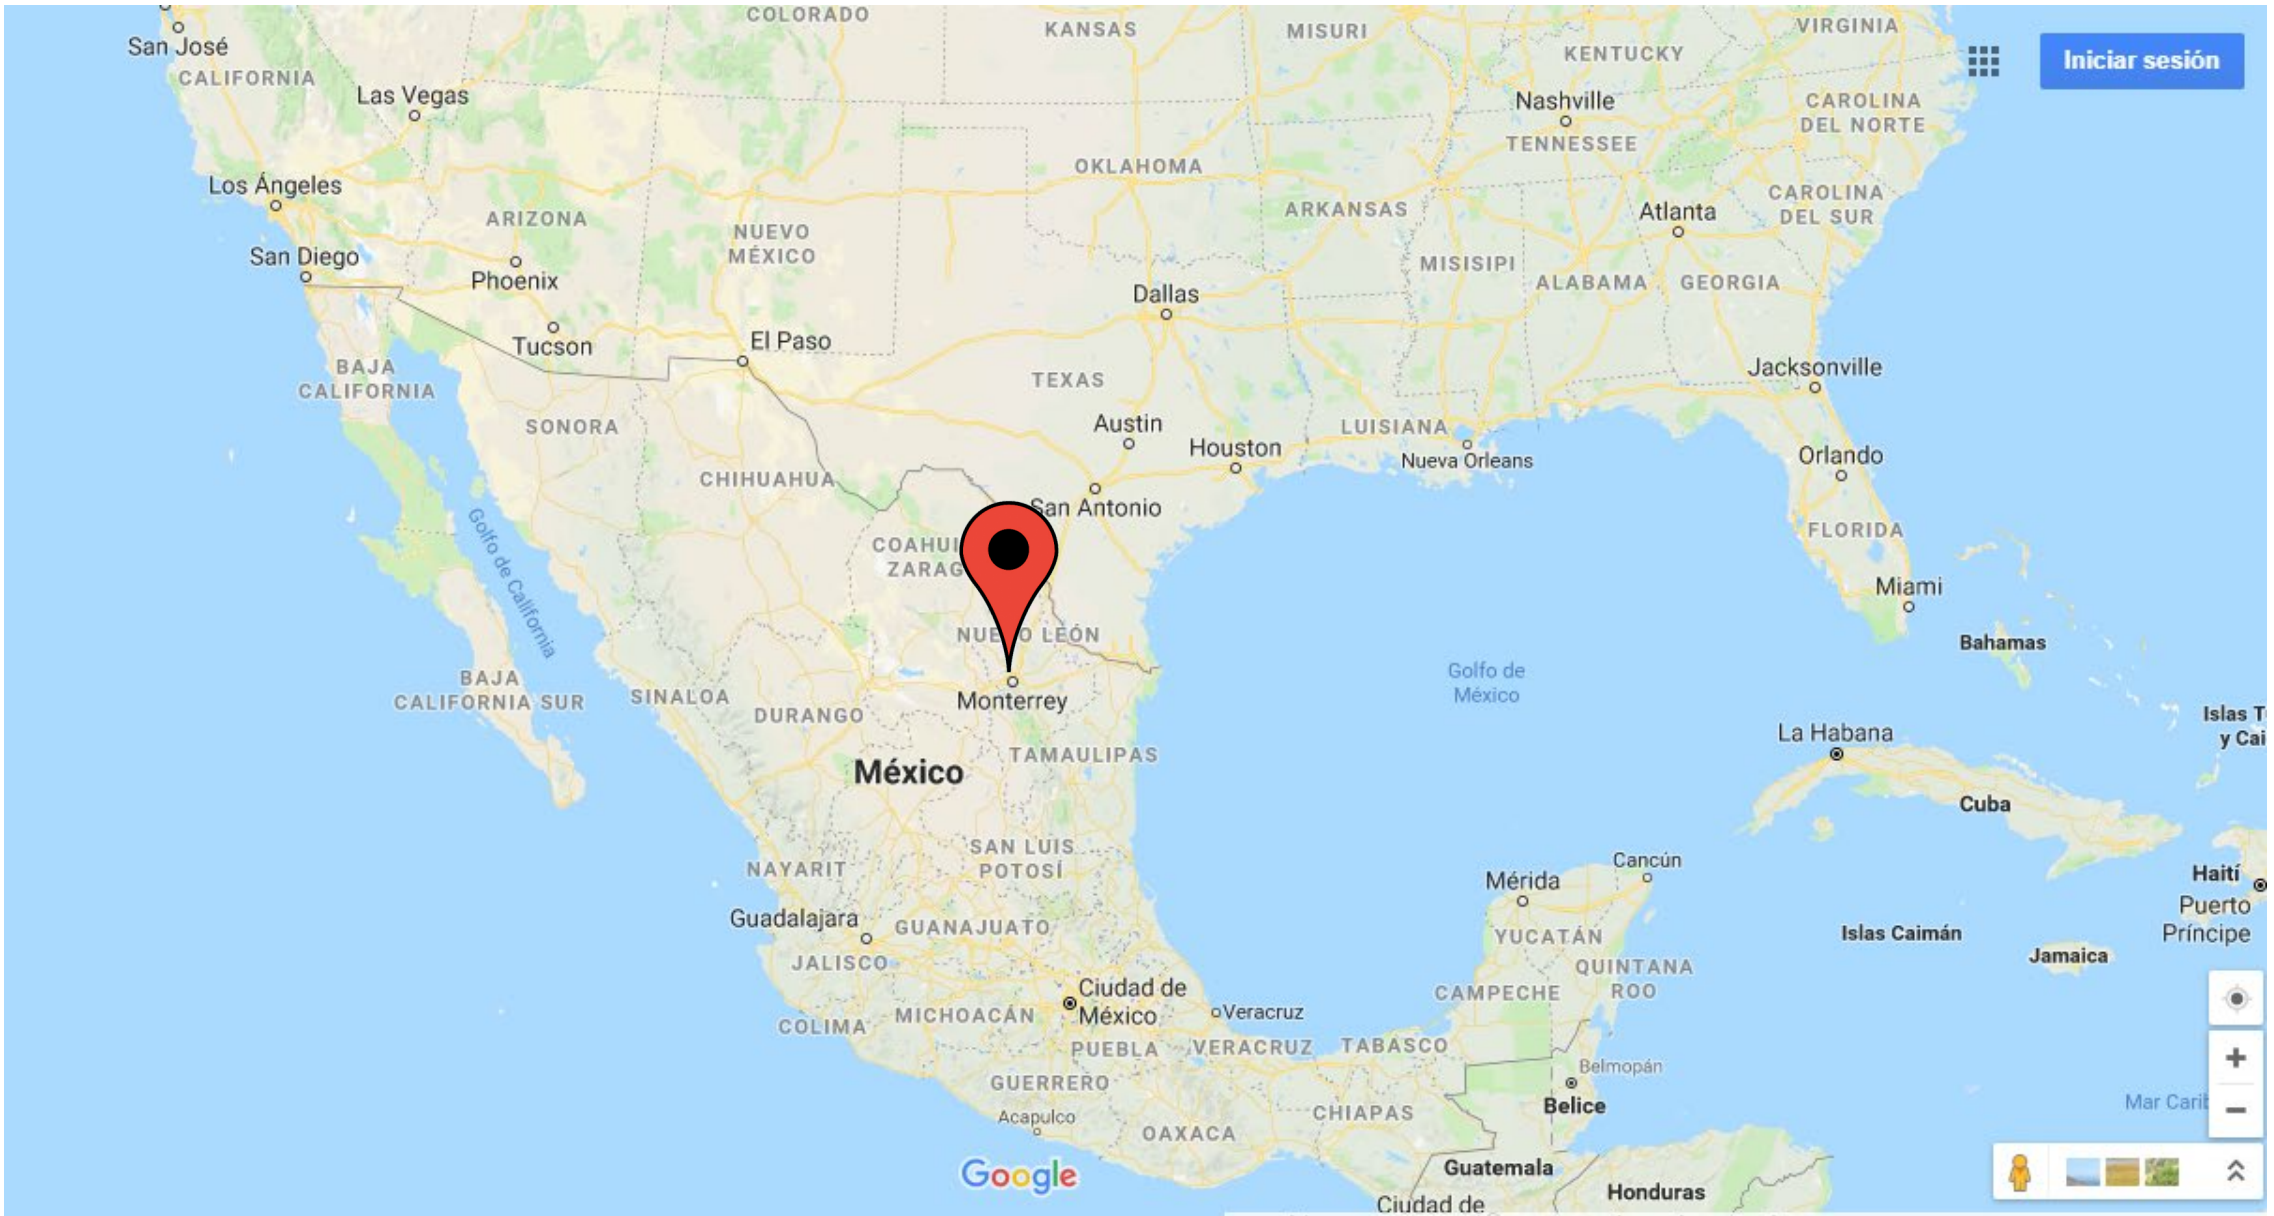 COLORADO
KANSAS
MISURI
VIRGINIA
San José
KENTUCKY
Iniciar sesión
CALIFORNIA
Las Vegas
Nashville
CAROLINA
DEL NORTE
TENNESSEE
OKLAHOMA
Los Ángeles
ARIZONA
ARKANSAS
Atlanta
CAROLINA
DEL SUR
NUEVO
MÉXICO
San Diego
Phoenix
MISISIPI
ALABAMA
GEORGIA
Dallas
Tucson
El Paso
BAJA
CALIFORNIA
TEXAS
Jacksonville
SONORA
Austin
Houston
LUISIANA
Nueva Orleans
Orlando
CHIHUAHUA
San Antonio
FLORIDA
Golfo de California
Miami
LEÓN
Bahamas
Golfo de
México
BAJA
CALIFORNIA SUR
SINALOA
DURANGO
Monterrey
Islas
y
La Habana
TAMAULIPAS
México
Cuba
SAN LUIS
POTOSÍ
NAYARIT
Cancún
Mérida
Haití
Puerto
Príncipe
Guadalajara
GUANAJUATO
YUCATÁN
Islas Caimán
Jamaica
JALISCO
QUINTANA
ROO
CAMPECHE
Ciudad de
México
COLIMA
MICHOACÁN
Veracruz
PUEBLA
VERACRUZ
TABASCO
Belmopán
GUERRERO
Acapulco
CHIAPAS
Belice
Mar
OAXACA
Google
Guatemala
Honduras
Ciudad de